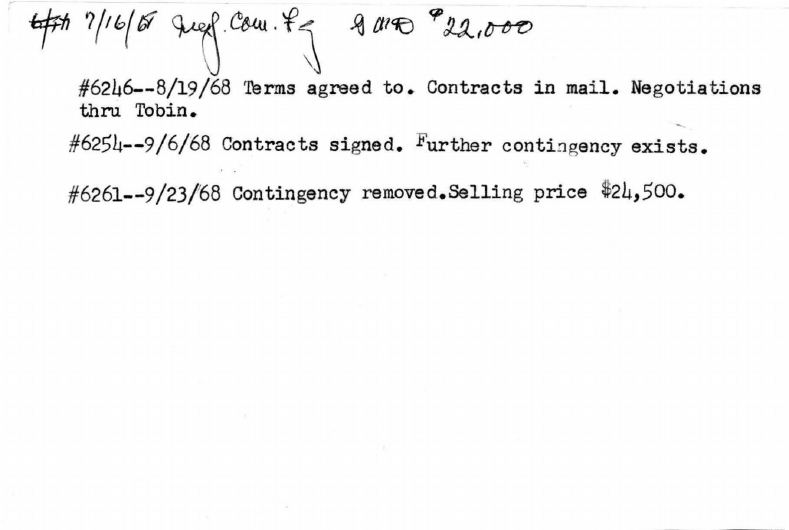 7/16/68 Com. $22,000
#6246--8/19/68 Terms agreed to. Contracts in mail. Negotiations
thru Tobin.
#6254--9/6/68 Contracts signed. Further contingency exists.
#6261--9/23/68 Contingency removed.Selling price $24,500.